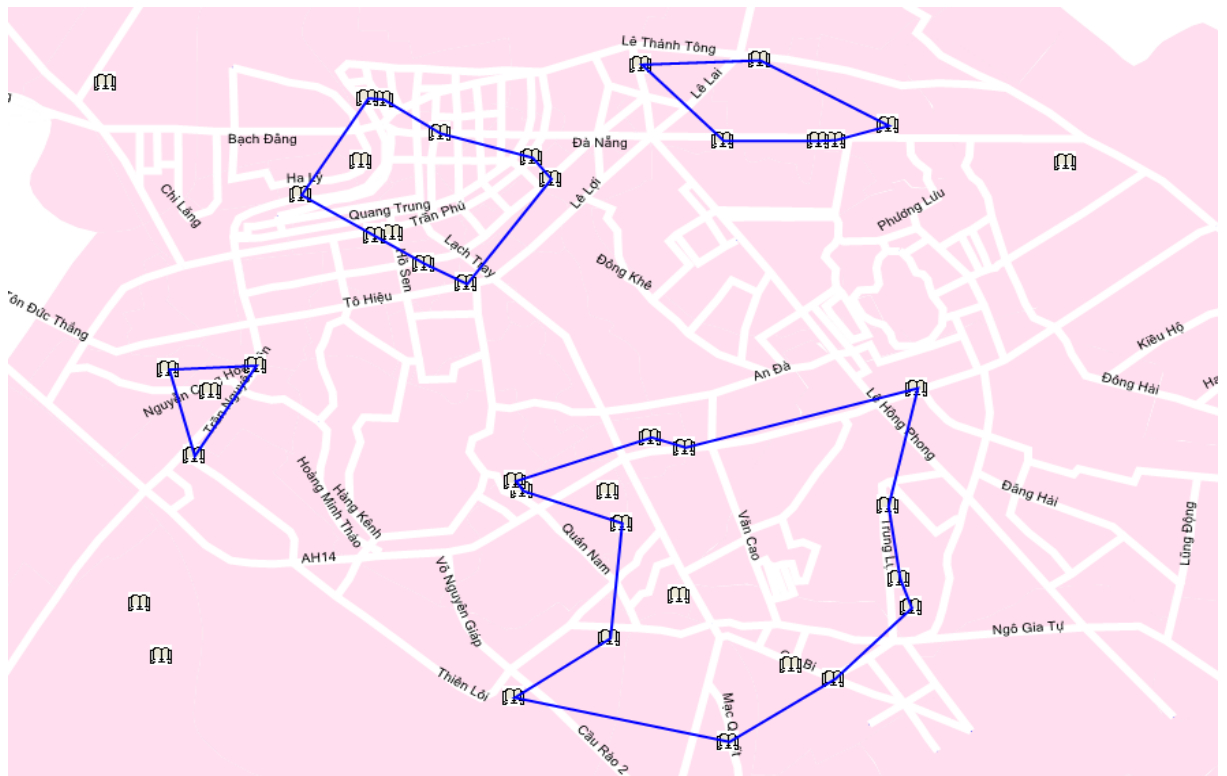 Lê Thánh Tông
Lê Lai
Bạch Đằng
Đà Nẵng
Hạ Lý
Chi Lăng
Quang Trung
Trần Phú
Lê Lợi
Phương Lưu
Lạch Tray
Hồ Sen
Đông Khê
Tô Hiệu
Tôn Đức Thắng
Kiều Hạ
An Đà
Đông Hải
Lê Hồng Phong
Hoàng Minh Thảo
Hàng Kênh
Đằng Hải
Văn Cao
Quán Nam
Lũng Động
AH14
Võ Nguyên Giáp
Ngô Gia Tự
Thiên Lôi
Cầu Rào 2